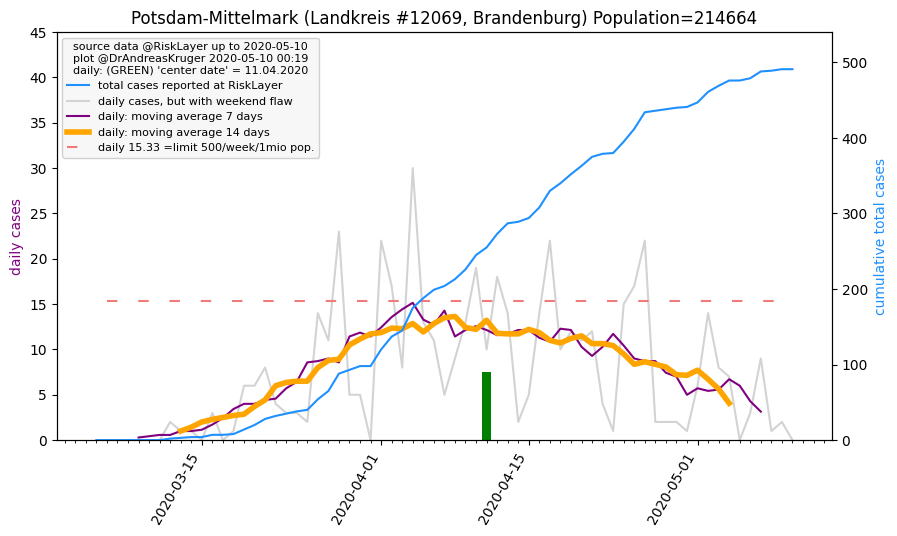 Potsdam-Mittelmark (Landkreis #12069, Brandenburg) Population=214664
source data @RiskLayer up to 2020-05-10
plot @DrAndreasKruger 2020-05-10 00:19
daily: (GREEN) 'center date' = 11.04.2020
total cases reported at RiskLayer
daily cases, but with weekend flaw
daily: moving average 7 days
daily: moving average 14 days
daily 15.33 =limit 500/week/1mio pop.
daily cases
45
40
35
30
25
20
15
10
5
0
cumulative total cases
500
400
300
200
100
0
2020-03-15
2020-04-01
2020-04-15
2020-05-01